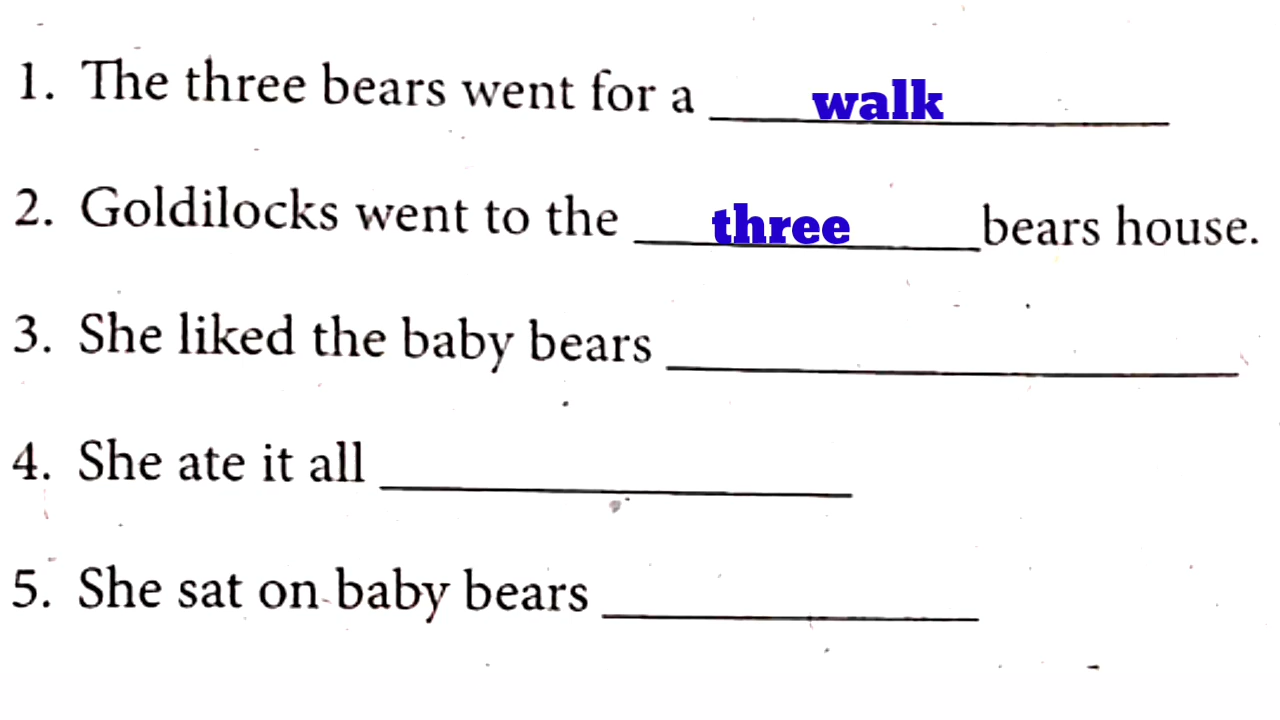 1. The three bears went for a walk
2. Goldilocks went to the three bears house.
3. She liked the baby bears
4. She ate it all
5. She sat on baby bears